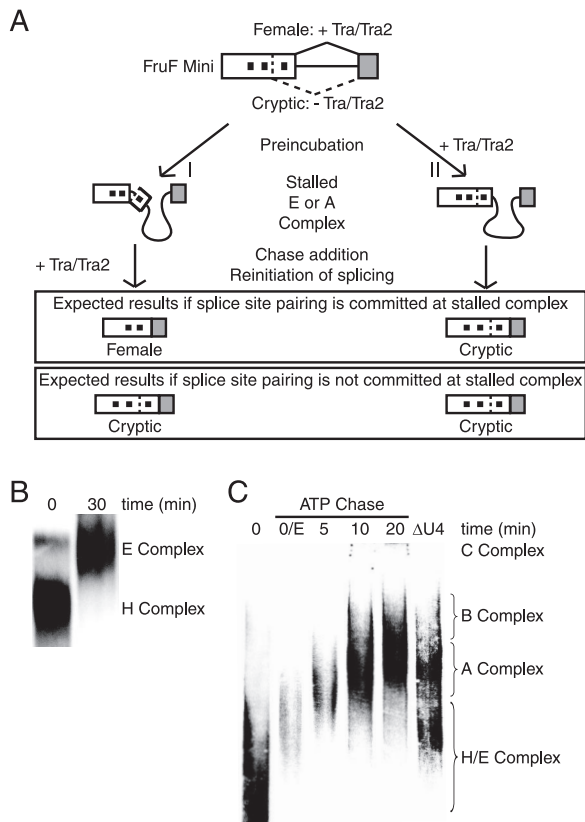 A
Female: + Tra/Tra2
FruF Mini
Cryptic: - Tra/Tra2
Preincubation
+ Tra/Tra2
I
II
Stalled
E or A
Complex
+ Tra/Tra2
Chase addition
Reinitiation of splicing
Expected results if splice site pairing is committed at stalled complex
Female
Cryptic
Expected results if splice site pairing is not committed at stalled complex
Cryptic
Cryptic
B
0 30 time (min)
E Complex
H Complex
C
ATP Chase
0 0/E 5 10 20 ΔU4 time (min)
C Complex
B Complex
A Complex
H/E Complex